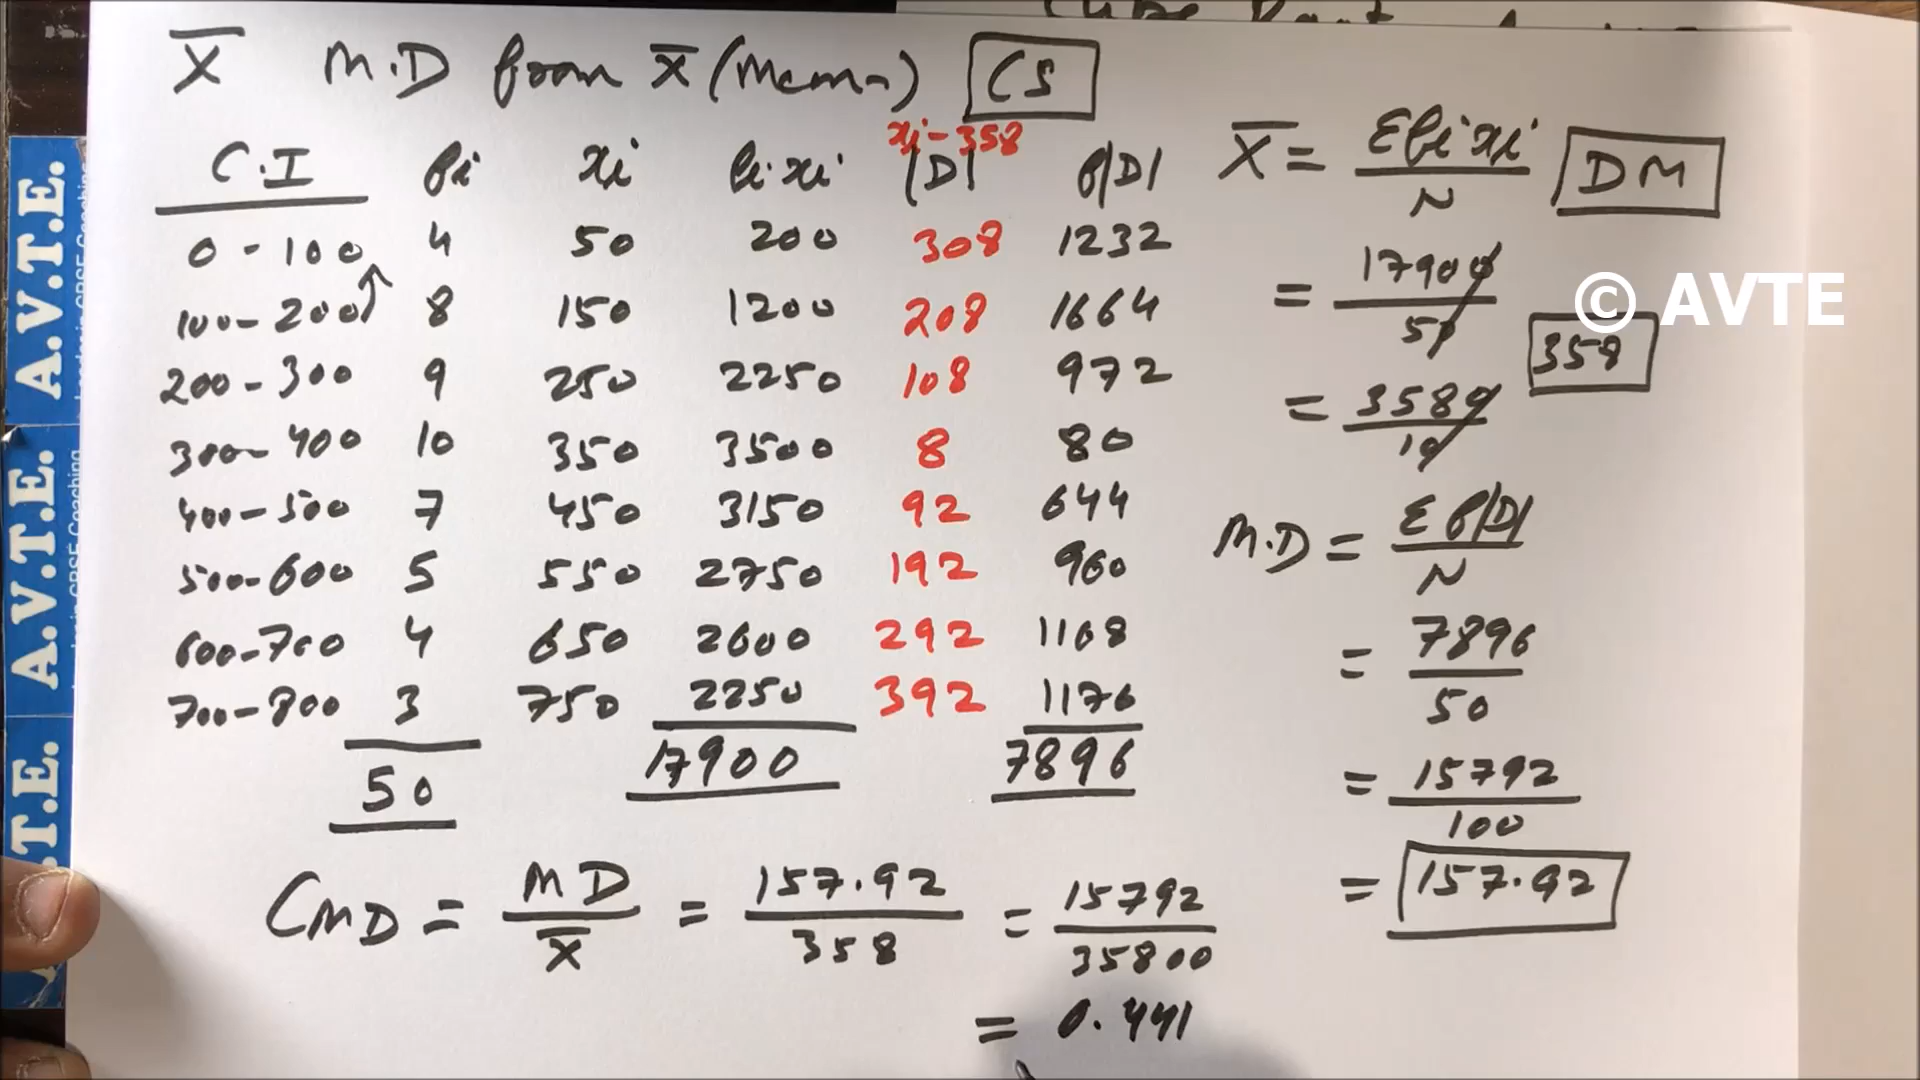 X̄ M.D from x̄ (Mean) CS
xi-358
C.I fi xi fi.xi |D| f|D|
0 - 100 4 50 200 308 1232
100 - 200 8 150 1200 208 1664
200 - 300 9 250 2250 108 972
300 - 400 10 350 3500 8 80
400 - 500 7 450 3150 92 644
500 - 600 5 550 2750 192 960
600 - 700 4 650 2600 292 1168
700 - 800 3 750 2250 392 1176
50 17900 7896
X̄ = Σfi xi / N DM
= 17900 / 50
358
= 3580 / 10
M.D = Σ f|D| / N
= 7896 / 50
= 15792 / 100
= 157.92
CMD = MD / x̄ = 157.92 / 358 = 15792 / 35800
= 0.441
© AVTE
A.V.T.E.
A.V.T.E.
T.E.